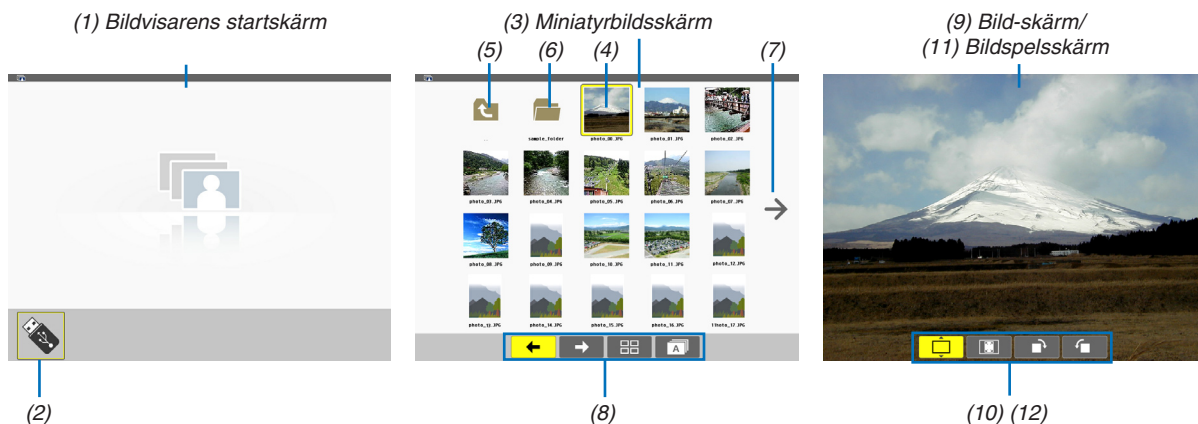 (1) Bildvisarens startskärm
(3) Miniatyrbildsskärm
(9) Bild-skärm/
(11) Bildspelsskärm
(5) (6) (4) (7)
sample_folder photo_00.JPG photo_01.JPG photo_02.JPG
photo_03.JPG photo_04.JPG photo_05.JPG photo_06.JPG photo_07.JPG
photo_08.JPG photo_09.JPG photo_10.JPG photo_11.JPG photo_12.JPG
photo_13.JPG photo_14.JPG photo_15.JPG photo_16.JPG photo_17.JPG
A
(2)
(8)
(10) (12)